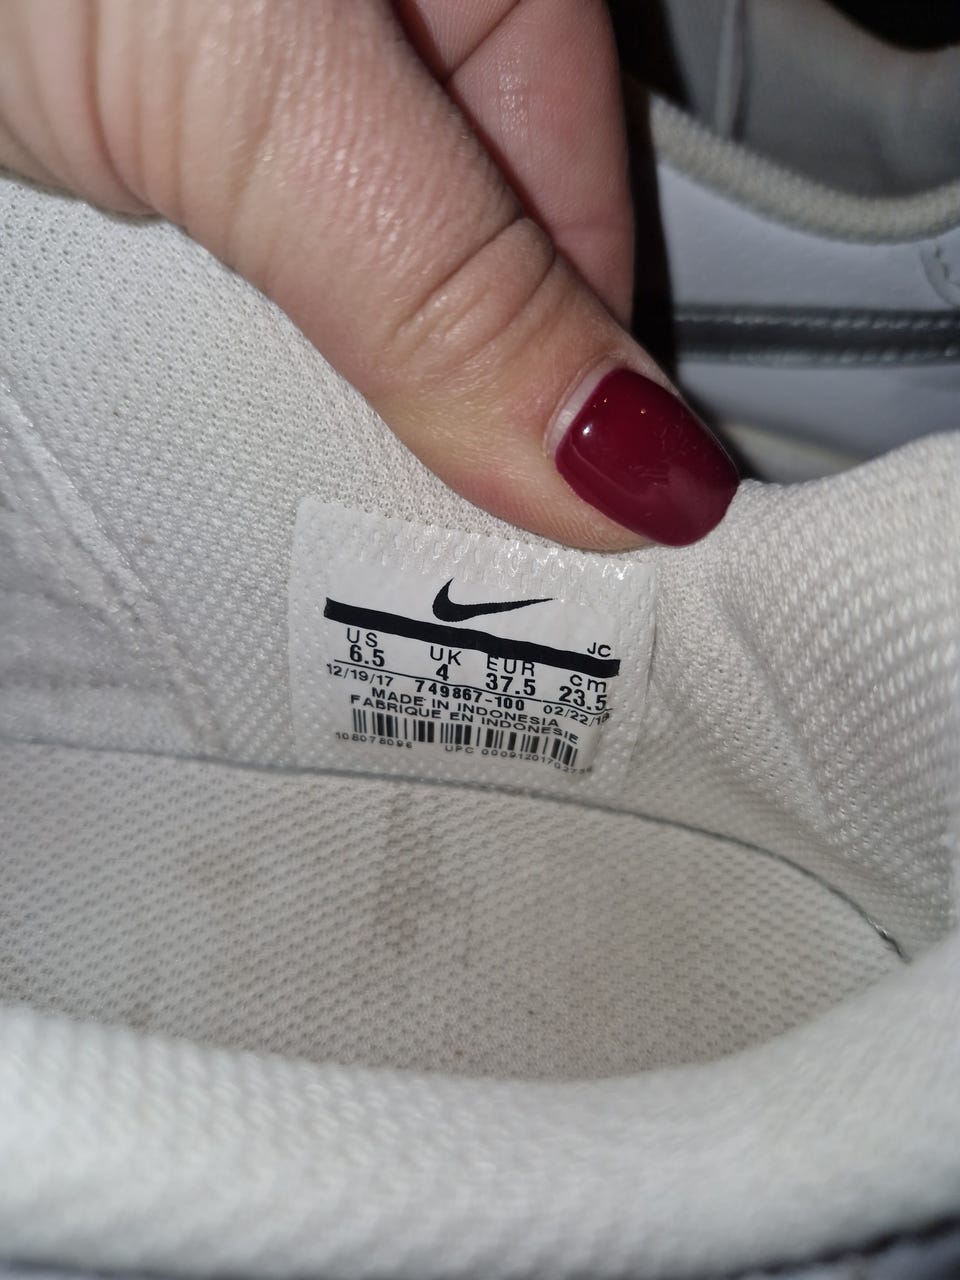 JC
US UK EUR cm
6.5 4 37.5 23.5
12/19/17 749867-100
MADE IN INDONESIA
FABRIQUE EN INDONESIE
108078096 UPC